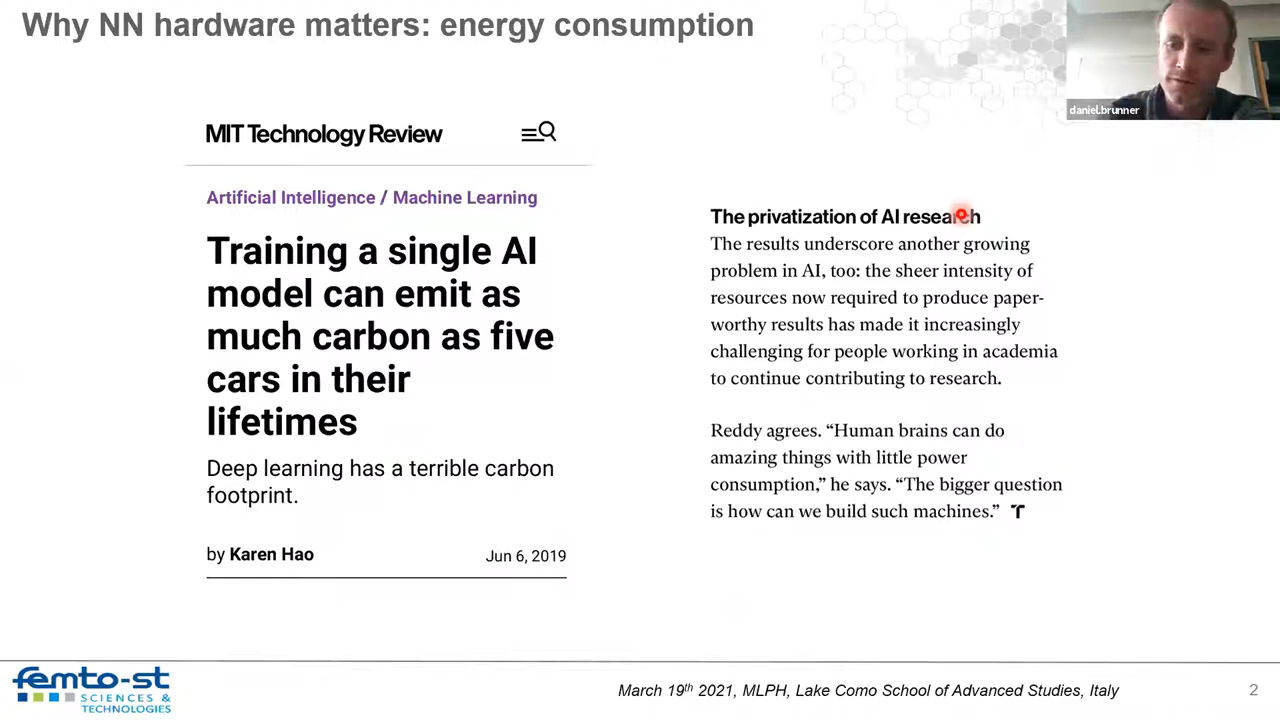 Why NN hardware matters: energy consumption
daniel.brunner
MIT Technology Review
Artificial Intelligence / Machine Learning
Training a single AI
model can emit as
much carbon as five
cars in their
lifetimes
Deep learning has a terrible carbon
footprint.
by Karen Hao
Jun 6, 2019
The privatization of AI research
The results underscore another growing
problem in AI, too: the sheer intensity of
resources now required to produce paper-
worthy results has made it increasingly
challenging for people working in academia
to continue contributing to research.
Reddy agrees. “Human brains can do
amazing things with little power
consumption,” he says. “The bigger question
is how can we build such machines.”
femto-st
SCIENCES &
TECHNOLOGIES
March 19th 2021, MLPH, Lake Como School of Advanced Studies, Italy
2